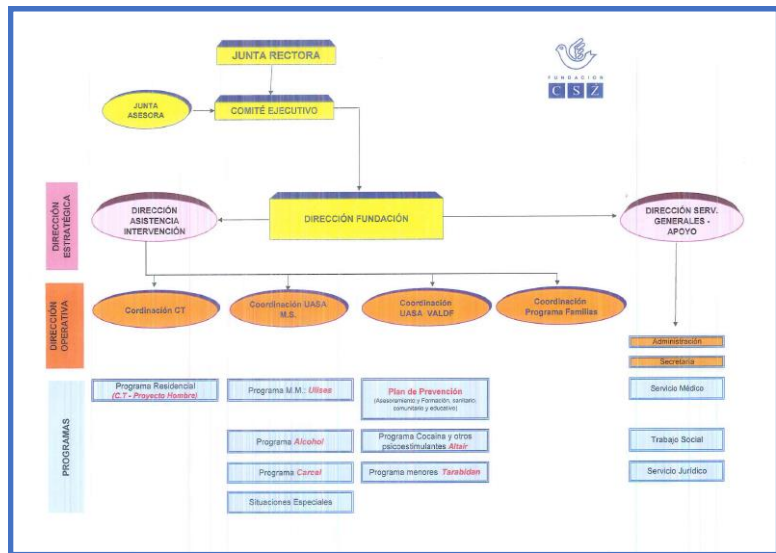 JUNTA RECTORA
FUNDACION
CSZ
JUNTA
ASESORA
COMITÉ EJECUTIVO
DIRECCIÓN
ESTRATÉGICA
DIRECCIÓN
ASISTENCIA
INTERVENCIÓN
DIRECCIÓN FUNDACIÓN
DIRECCIÓN SERV.
GENERALES -
APOYO
DIRECCIÓN
OPERATIVA
Cordinación CT
Coordinación UASA
M.S.
Coordinación
UASA VALDF
Coordinación
Programa Familias
Administración
Secretaria
PROGRAMAS
Programa Residencial
(C.T - Proyecto Hombre)
Programa M.M.: Ulises
Plan de Prevención
(Asesoramiento y Formación, sanitario,
comunitario y educativo)
Servicio Médico
Programa Alcohol
Programa Cocaina y otros
psicoestimulantes Altair
Trabajo Social
Programa Carcel
Programa menores Tarabidan
Servicio Jurídico
Situaciones Especiales